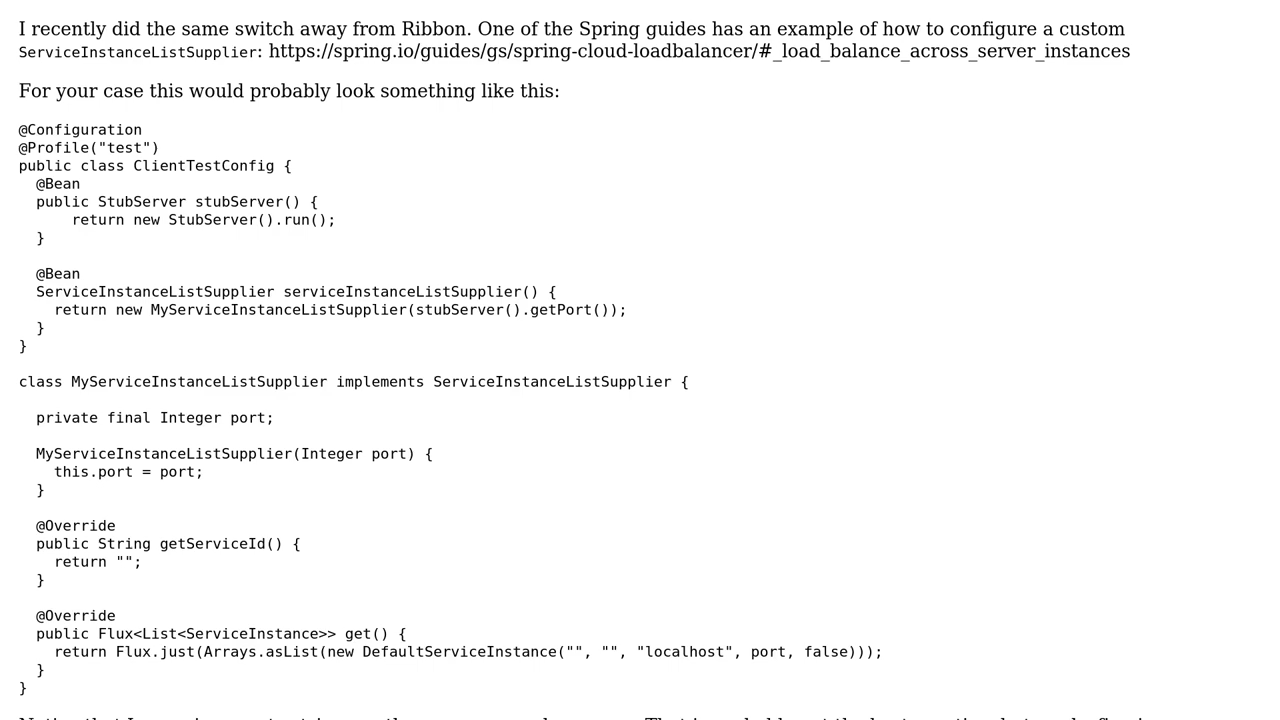 I recently did the same switch away from Ribbon. One of the Spring guides has an example of how to configure a custom
ServiceInstanceListSupplier: https://spring.io/guides/gs/spring-cloud-loadbalancer/#_load_balance_across_server_instances
For your case this would probably look something like this:
@Configuration
@Profile("test")
public class ClientTestConfig {
  @Bean
  public StubServer stubServer() {
      return new StubServer().run();
  }
  @Bean
  ServiceInstanceListSupplier serviceInstanceListSupplier() {
    return new MyServiceInstanceListSupplier(stubServer().getPort());
  }
}
class MyServiceInstanceListSupplier implements ServiceInstanceListSupplier {
  private final Integer port;
  MyServiceInstanceListSupplier(Integer port) {
    this.port = port;
  }
  @Override
  public String getServiceId() {
    return "";
  }
  @Override
  public Flux<List<ServiceInstance>> get() {
    return Flux.just(Arrays.asList(new DefaultServiceInstance("", "", "localhost", port, false)));
  }
}